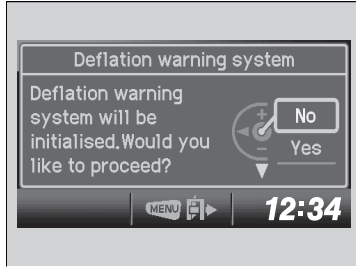 Deflation warning system
Deflation warning
system will be
initialised.Would you
like to proceed?
+
No
−
Yes
MENU
12:34